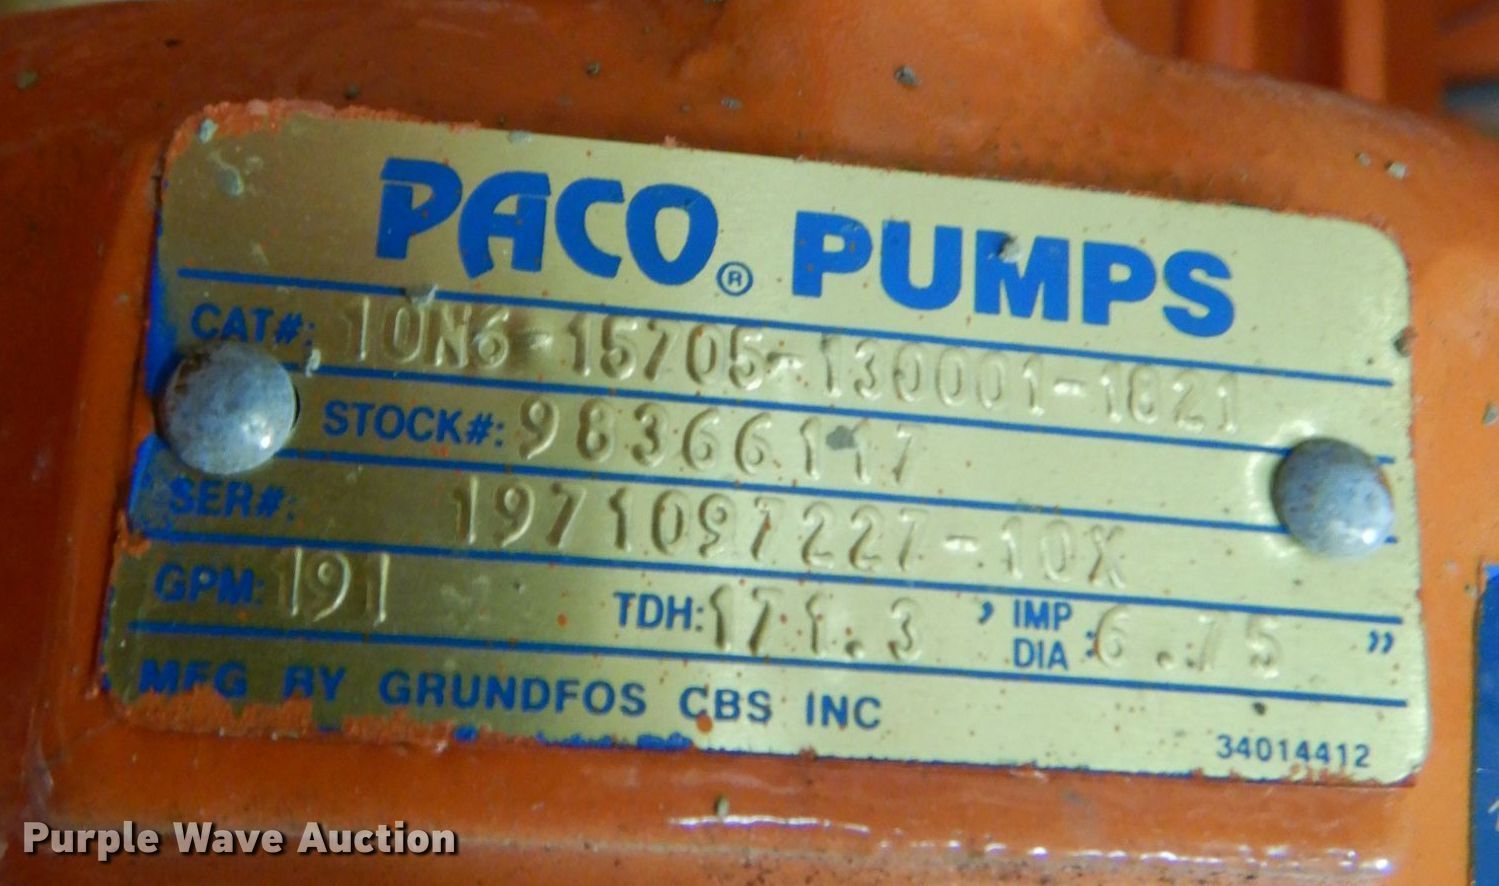 PACO® PUMPS
CAT#: 10N6-15705-130001-1821
STOCK#: 98366117
SER#: 1971097227-10X
GPM: 191 TDH: 171.3 ’ IMP DIA: 6.75 ”
MFG BY GRUNDFOS CBS INC
34014412
Purple Wave Auction